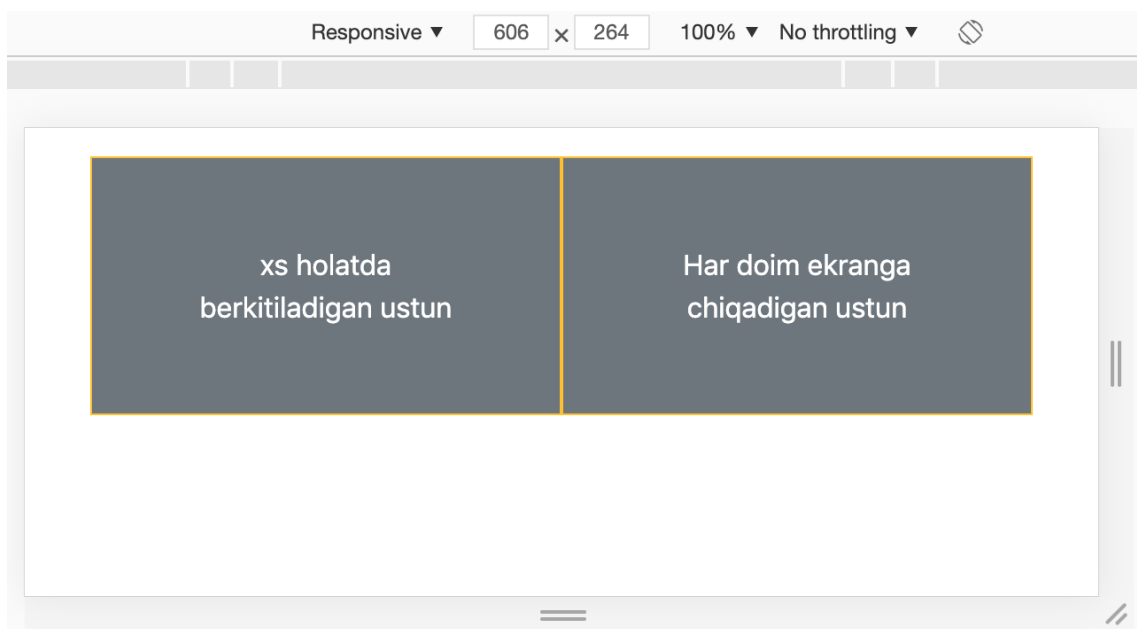 Responsive ▼ 606 × 264 100% ▼ No throttling ▼
xs holatda
berkitiladigan ustun
Har doim ekranga
chiqadigan ustun